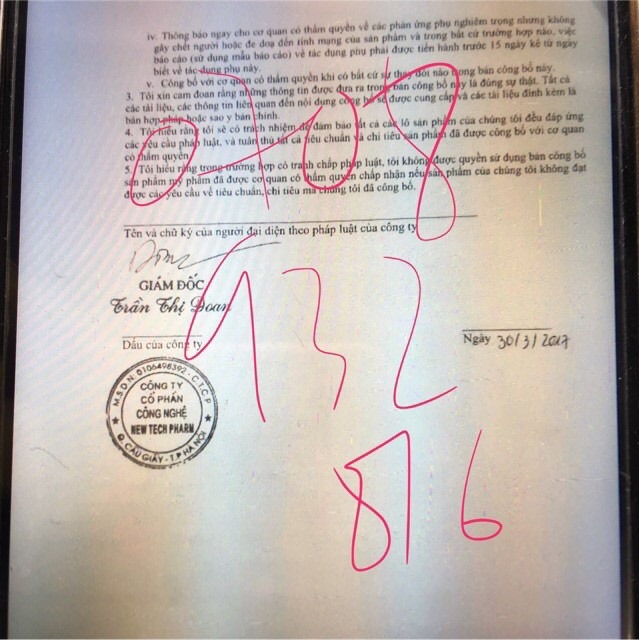 iv. Thông báo ngay cho cơ quan có thẩm quyền về các phản ứng phụ nghiêm trọng nhưng không
gây chết người hoặc đe doạ đến tính mạng của sản phẩm và trong bất cứ trường hợp nào, việc
báo cáo (sử dụng mẫu báo cáo) về tác dụng phụ phải được tiến hành trước 15 ngày kể từ ngày
biết về tác dụng phụ này.
v. Công bố với cơ quan có thẩm quyền khi có bất cứ sự thay đổi nào trong bản công bố này.
3. Tôi xin cam đoan rằng những thông tin được đưa ra trong bản công bố này là đúng sự thật. Tất cả
các tài liệu, các thông tin liên quan đến nội dung công bố sẽ được cung cấp và các tài liệu đính kèm là
bản hợp pháp hoặc sao y bản chính.
4. Tôi hiểu rằng tôi sẽ có trách nhiệm để đảm bảo tất cả các lô sản phẩm của chúng tôi đều đáp ứng
các yêu cầu pháp luật, và tuân thủ tất cả tiêu chuẩn và chỉ tiêu sản phẩm đã được công bố với cơ quan
có thẩm quyền
5. Tôi hiểu rằng trong trường hợp có tranh chấp pháp luật, tôi không được quyền sử dụng bản công bố
sản phẩm mỹ phẩm đã được cơ quan có thẩm quyền chấp nhận nếu sản phẩm của chúng tôi không đạt
được các yêu cầu về tiêu chuẩn, chỉ tiêu mà chúng tôi đã công bố.
0708
Tên và chữ ký của người đại diện theo pháp luật của công ty
GIÁM ĐỐC
Trần Thị Đoan
932
Dấu của công ty
Ngày 30/3/2017
M.S.D.N: 0106498392 - C.T.C.P
CÔNG TY
CỔ PHẦN
CÔNG NGHỆ
NEW TECH PHARM
Q. CẦU GIẤY - T.P HÀ NỘI
876